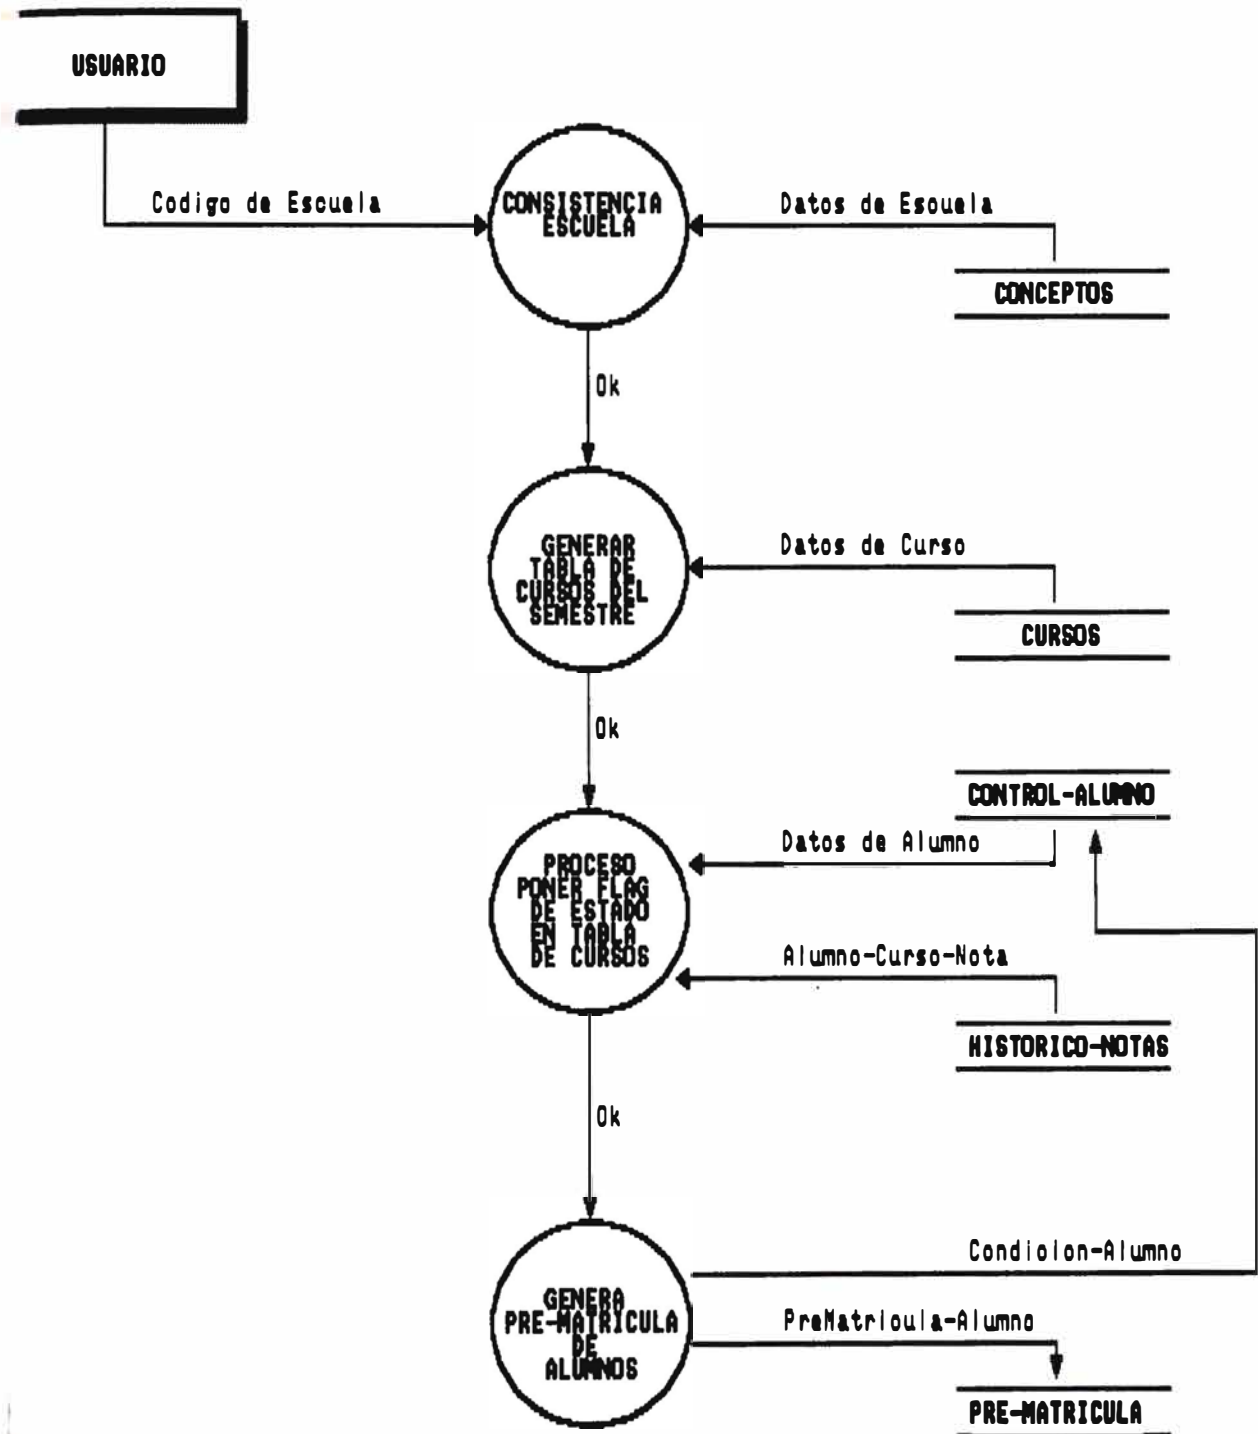 USUARIO
Codigo de Escuela
CONSISTENCIA
ESCUELA
Datos de Escuela
CONCEPTOS
Ok
GENERAR
TABLA DE
CURSOS DEL
SEMESTRE
Datos de Curso
CURSOS
Ok
CONTROL-ALUMNO
Datos de Alumno
PROCESO
PONER FLAG
DE ESTADO
EN TABLA
DE CURSOS
Alumno-Curso-Nota
HISTORICO-NOTAS
Ok
Condicion-Alumno
GENERA
PRE-MATRICULA
DE
ALUMNOS
PreMatricula-Alumno
PRE-MATRICULA